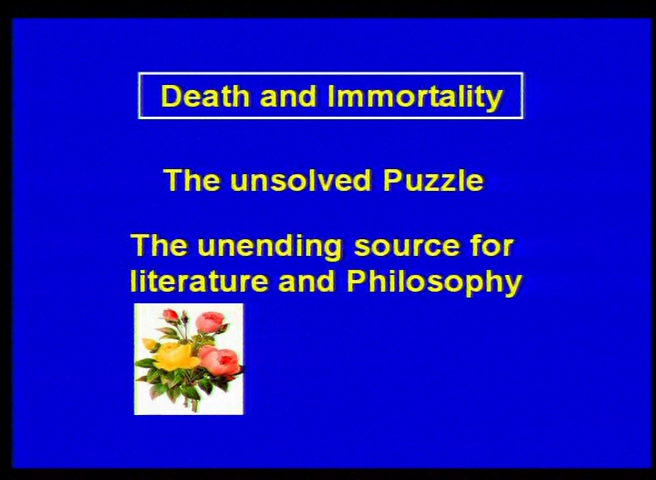 Death and Immortality
The unsolved Puzzle
The unending source for
literature and Philosophy